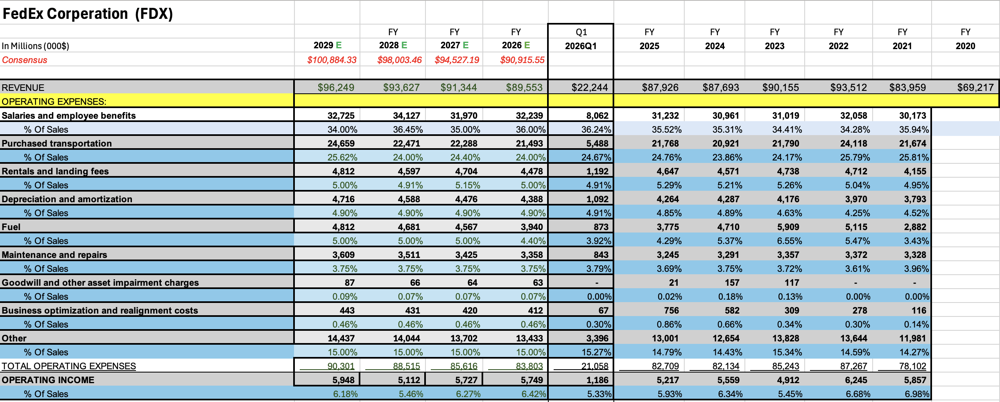 FedEx Corperation (FDX)
FY FY FY Q1 FY FY FY FY FY FY
In Millions (000$) 2029 E 2028 E 2027 E 2026 E 2026Q1 2025 2024 2023 2022 2021 2020
Consensus $100,884.33 $98,003.46 $94,527.19 $90,915.55
REVENUE $96,249 $93,627 $91,344 $89,553 $22,244 $87,926 $87,693 $90,155 $93,512 $83,959 $69,217
OPERATING EXPENSES:
Salaries and employee benefits 32,725 34,127 31,970 32,239 8,062 31,232 30,961 31,019 32,058 30,173
% Of Sales 34.00% 36.45% 35.00% 36.00% 36.24% 35.52% 35.31% 34.41% 34.28% 35.94%
Purchased transportation 24,659 22,471 22,288 21,493 5,488 21,768 20,921 21,790 24,118 21,674
% Of Sales 25.62% 24.00% 24.40% 24.00% 24.67% 24.76% 23.86% 24.17% 25.79% 25.81%
Rentals and landing fees 4,812 4,597 4,704 4,478 1,192 4,647 4,571 4,738 4,712 4,155
% Of Sales 5.00% 4.91% 5.15% 5.00% 4.91% 5.29% 5.21% 5.26% 5.04% 4.95%
Depreciation and amortization 4,716 4,588 4,476 4,388 1,092 4,264 4,287 4,176 3,970 3,793
% Of Sales 4.90% 4.90% 4.90% 4.90% 4.91% 4.85% 4.89% 4.63% 4.25% 4.52%
Fuel 4,812 4,681 4,567 3,940 873 3,775 4,710 5,909 5,115 2,882
% Of Sales 5.00% 5.00% 5.00% 4.40% 3.92% 4.29% 5.37% 6.55% 5.47% 3.43%
Maintenance and repairs 3,609 3,511 3,425 3,358 843 3,245 3,291 3,357 3,372 3,328
% Of Sales 3.75% 3.75% 3.75% 3.75% 3.79% 3.69% 3.75% 3.72% 3.61% 3.96%
Goodwill and other asset impairment charges 87 66 64 63 - 21 157 117 - -
% Of Sales 0.09% 0.07% 0.07% 0.07% 0.00% 0.02% 0.18% 0.13% 0.00% 0.00%
Business optimization and realignment costs 443 431 420 412 67 756 582 309 278 116
% Of Sales 0.46% 0.46% 0.46% 0.46% 0.30% 0.86% 0.66% 0.34% 0.30% 0.14%
Other 14,437 14,044 13,702 13,433 3,396 13,001 12,654 13,828 13,644 11,981
% Of Sales 15.00% 15.00% 15.00% 15.00% 15.27% 14.79% 14.43% 15.34% 14.59% 14.27%
TOTAL OPERATING EXPENSES 90,301 88,515 85,616 83,803 21,058 82,709 82,134 85,243 87,267 78,102
OPERATING INCOME 5,948 5,112 5,727 5,749 1,186 5,217 5,559 4,912 6,245 5,857
% Of Sales 6.18% 5.46% 6.27% 6.42% 5.33% 5.93% 6.34% 5.45% 6.68% 6.98%